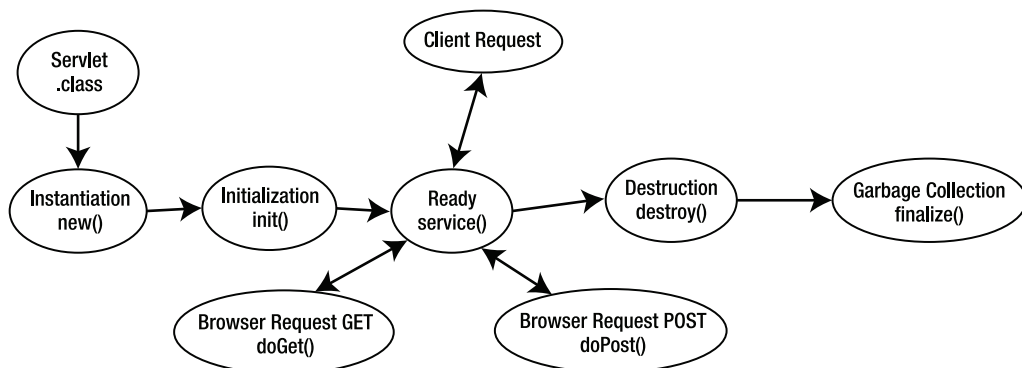 Client Request
Servlet
.class
Instantiation
new()
Initialization
init()
Ready
service()
Destruction
destroy()
Garbage Collection
finalize()
Browser Request GET
doGet()
Browser Request POST
doPost()